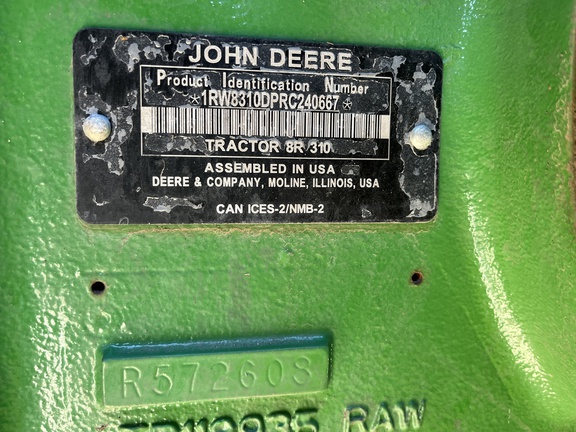 JOHN DEERE
Product Identification Number
*1RW8310DPRC240667*
TRACTOR 8R 310
ASSEMBLED IN USA
DEERE & COMPANY, MOLINE, ILLINOIS, USA
CAN ICES-2/NMB-2
R572608
RAW